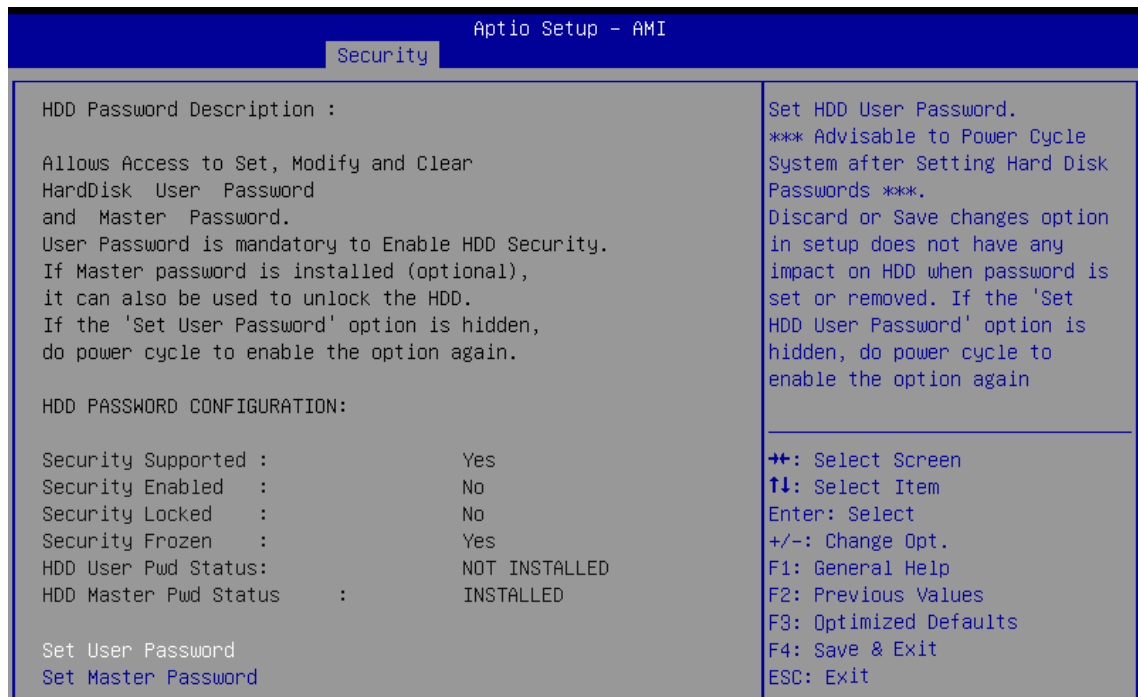 Aptio Setup – AMI
Security
HDD Password Description :
Allows Access to Set, Modify and Clear
HardDisk User Password
and Master Password.
User Password is mandatory to Enable HDD Security.
If Master password is installed (optional),
it can also be used to unlock the HDD.
If the 'Set User Password' option is hidden,
do power cycle to enable the option again.
HDD PASSWORD CONFIGURATION:
Security Supported : Yes
Security Enabled : No
Security Locked : No
Security Frozen : Yes
HDD User Pwd Status: NOT INSTALLED
HDD Master Pwd Status : INSTALLED
Set User Password
Set Master Password
Set HDD User Password.
*** Advisable to Power Cycle
System after Setting Hard Disk
Passwords ***.
Discard or Save changes option
in setup does not have any
impact on HDD when password is
set or removed. If the 'Set
HDD User Password' option is
hidden, do power cycle to
enable the option again
→←: Select Screen
↑↓: Select Item
Enter: Select
+/-: Change Opt.
F1: General Help
F2: Previous Values
F3: Optimized Defaults
F4: Save & Exit
ESC: Exit